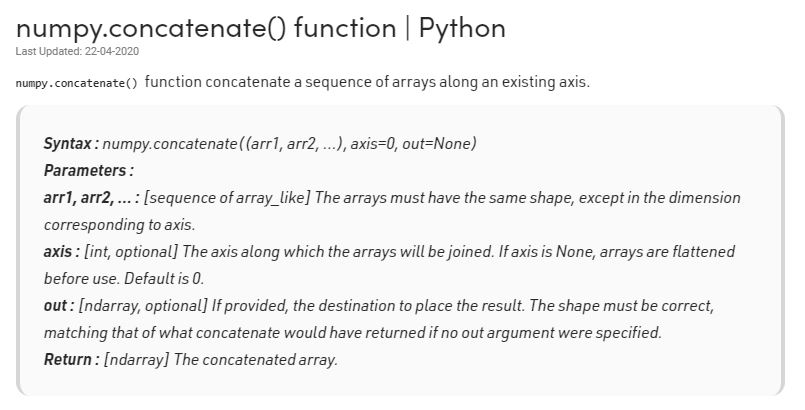 numpy.concatenate() function | Python
Last Updated: 22-04-2020
numpy.concatenate() function concatenate a sequence of arrays along an existing axis.
Syntax : numpy.concatenate((arr1, arr2, …), axis=0, out=None)
Parameters :
arr1, arr2, … : [sequence of array_like] The arrays must have the same shape, except in the dimension
corresponding to axis.
axis : [int, optional] The axis along which the arrays will be joined. If axis is None, arrays are flattened
before use. Default is 0.
out : [ndarray, optional] If provided, the destination to place the result. The shape must be correct,
matching that of what concatenate would have returned if no out argument were specified.
Return : [ndarray] The concatenated array.